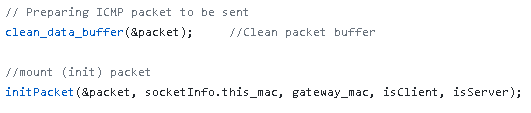 // Preparing ICMP packet to be sent
clean_data_buffer(&packet);     //Clean packet buffer
//mount (init) packet
initPacket(&packet, socketInfo.this_mac, gateway_mac, isClient, isServer);